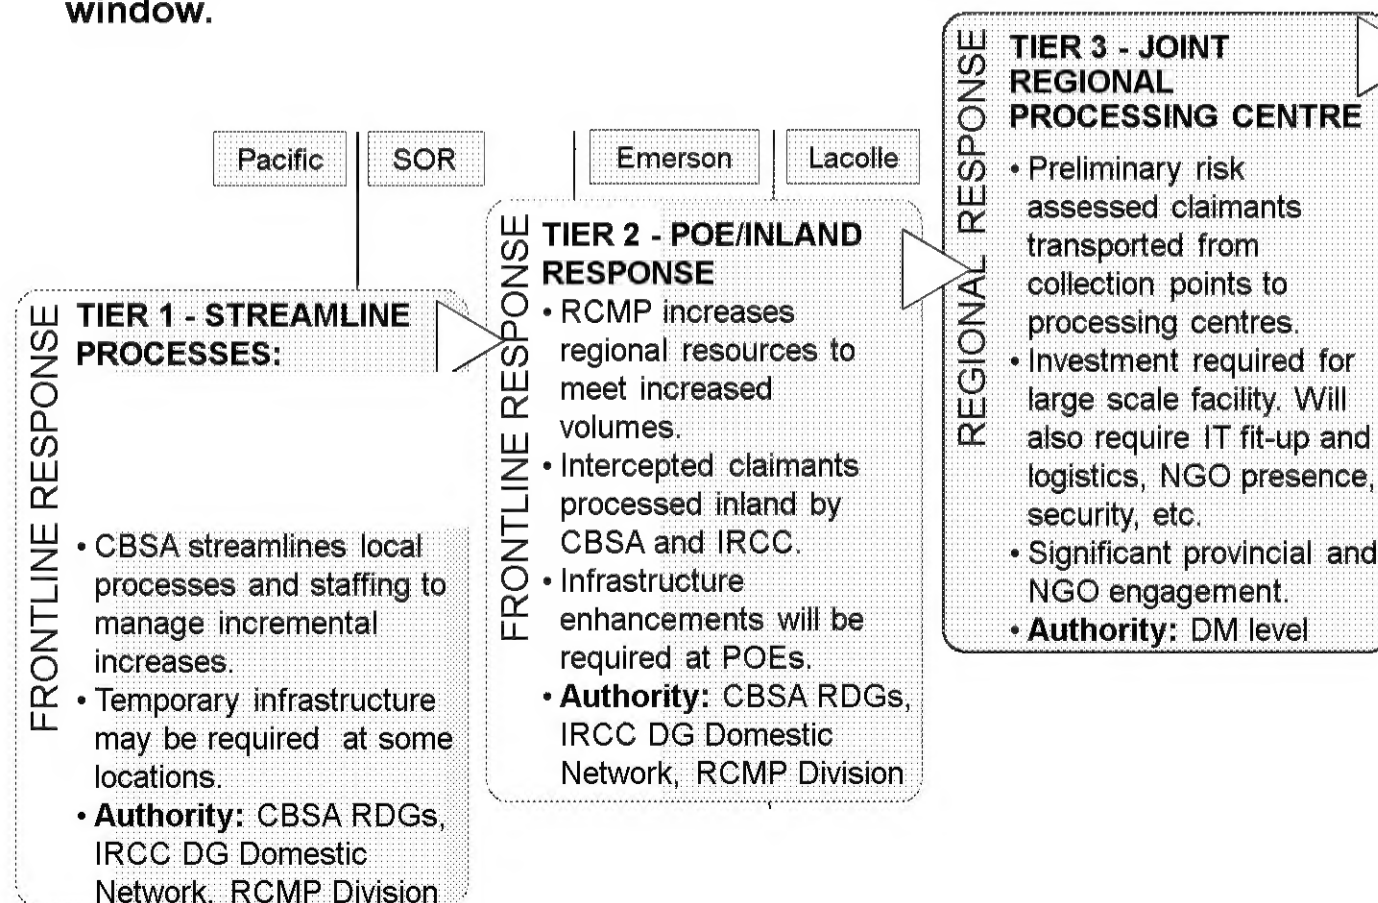 window.
Pacific
SOR
Emerson
Lacolle
FRONTLINE RESPONSE
TIER 1 - STREAMLINE
PROCESSES:
• CBSA streamlines local
processes and staffing to
manage incremental
increases.
• Temporary infrastructure
may be required at some
locations.
• Authority: CBSA RDGs,
IRCC DG Domestic
Network, RCMP Division
FRONTLINE RESPONSE
TIER 2 - POE/INLAND
RESPONSE
• RCMP increases
regional resources to
meet increased
volumes.
• Intercepted claimants
processed inland by
CBSA and IRCC.
• Infrastructure
enhancements will be
required at POEs.
• Authority: CBSA RDGs,
IRCC DG Domestic
Network, RCMP Division
REGIONAL RESPONSE
TIER 3 - JOINT
REGIONAL
PROCESSING CENTRE
• Preliminary risk
assessed claimants
transported from
collection points to
processing centres.
• Investment required for
large scale facility. Will
also require IT fit-up and
logistics, NGO presence,
security, etc.
• Significant provincial and
NGO engagement.
• Authority: DM level